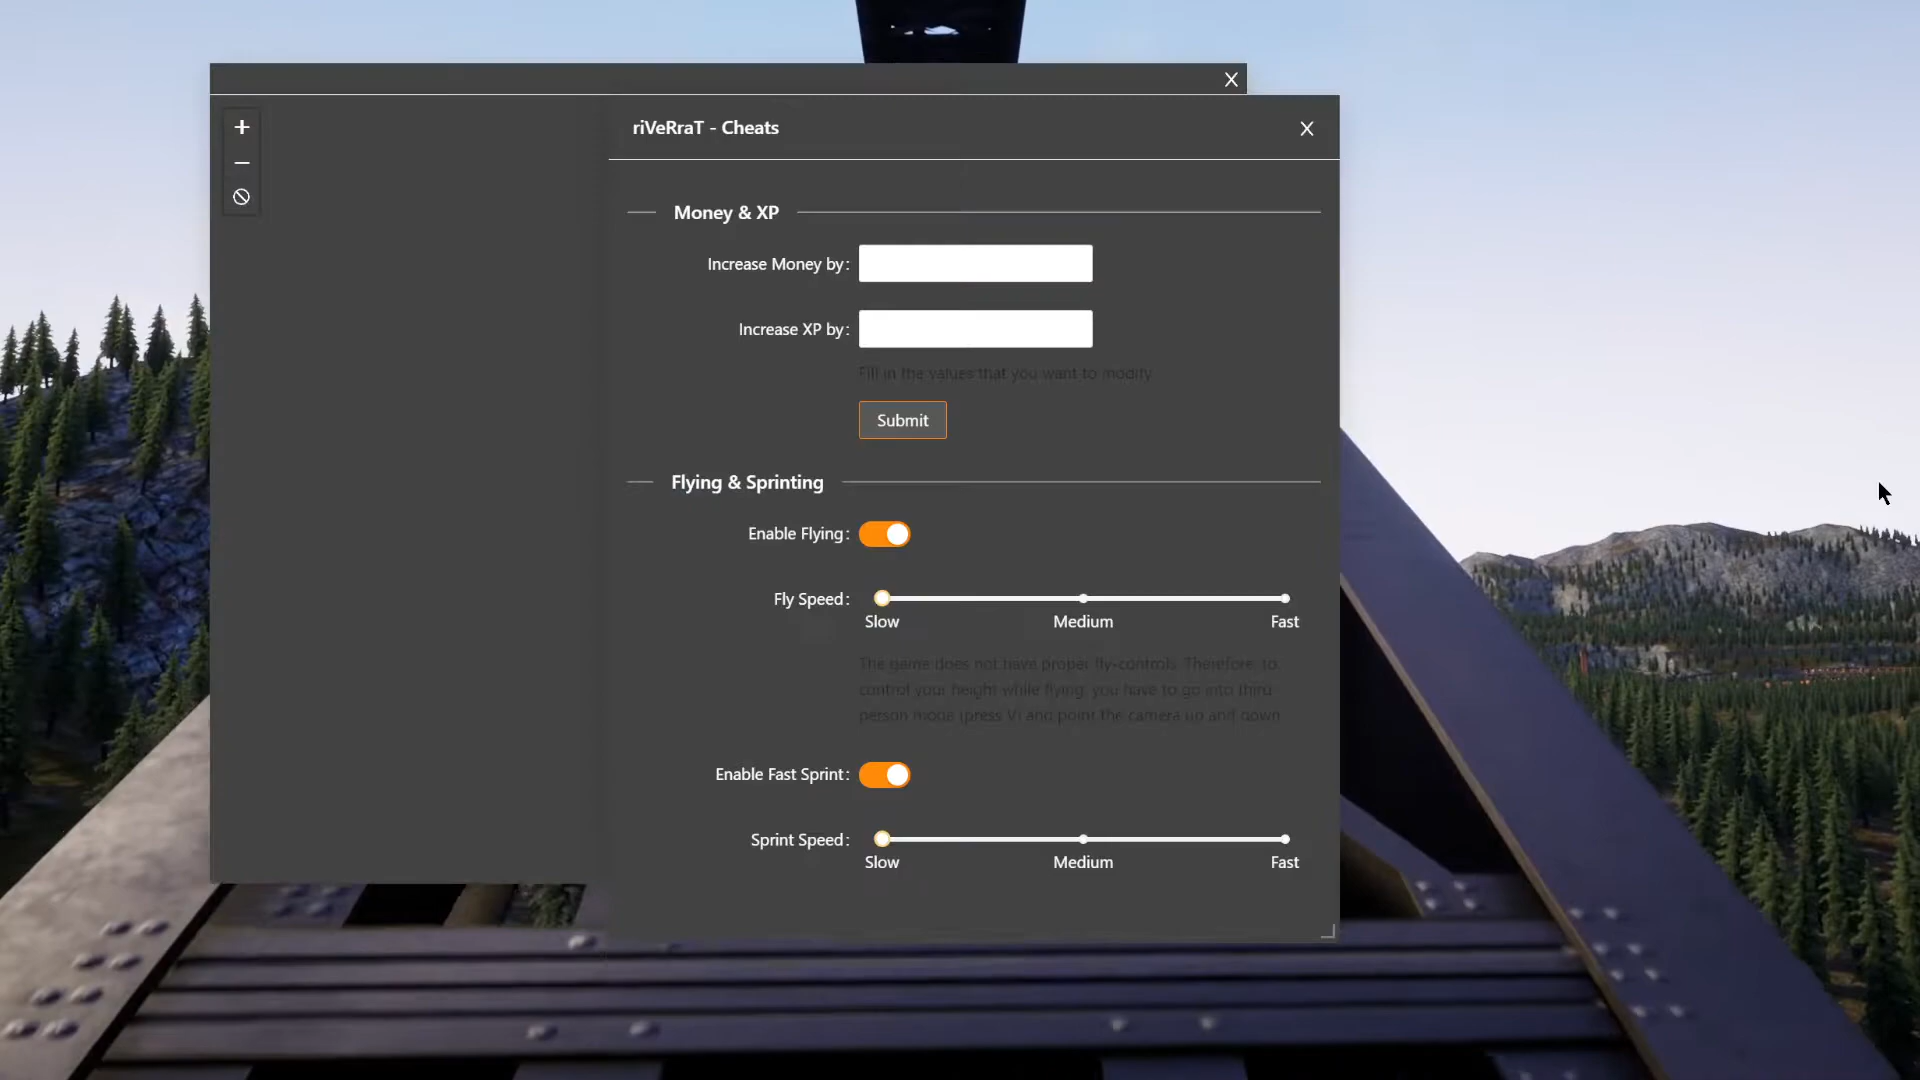 X
riVeRraT - Cheats
X
Money & XP
Increase Money by:
Increase XP by:
Fill in the values that you want to modify
Submit
Flying & Sprinting
Enable Flying:
Fly Speed:
Slow Medium Fast
The game does not have proper fly-controls. Therefore, to
control your height while flying, you have to go into third
person mode (press V) and point the camera up and down
Enable Fast Sprint:
Sprint Speed:
Slow Medium Fast